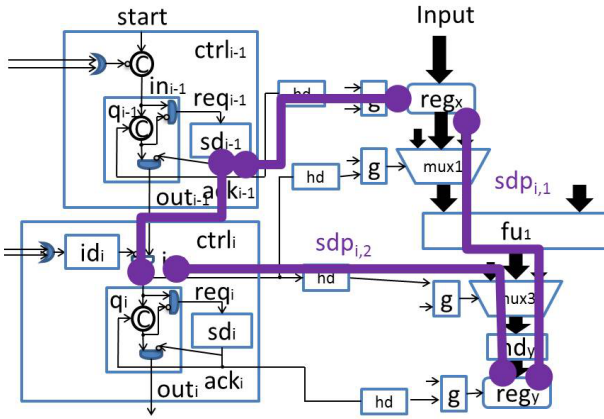 start
Input
ctrli-1
ini-1
qi-1
reqi-1
C
C
sdi-1
acki-1
outi-1
hd
g
regx
g
mux1
hd
sdpi,1
fu1
ctrli
idi
sdpi,2
hd
qi
reqi
C
sdi
g
mux3
outi
acki
hd
g
regy